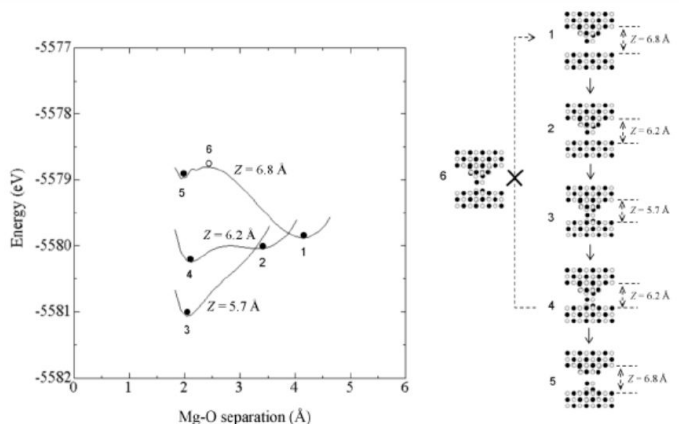 -5577
-5578
-5579
-5580
-5581
-5582
Energy (eV)
0
1
2
3
4
5
6
Mg-O separation (Å)
6
5
Z = 6.8 Å
4
Z = 6.2 Å
2
1
3
Z = 5.7 Å
1
Z = 6.8 Å
2
Z = 6.2 Å
6
3
Z = 5.7 Å
4
Z = 6.2 Å
5
Z = 6.8 Å